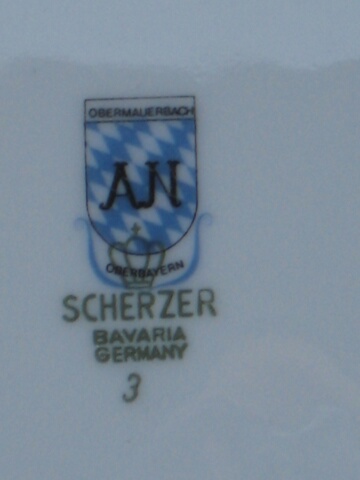 OBERMAUERBACH
AN
OBERBAYERN
SCHERZER
BAVARIA
GERMANY
3